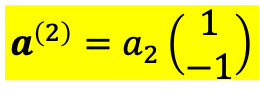 a⁽²⁾ = a₂ (1
−1)